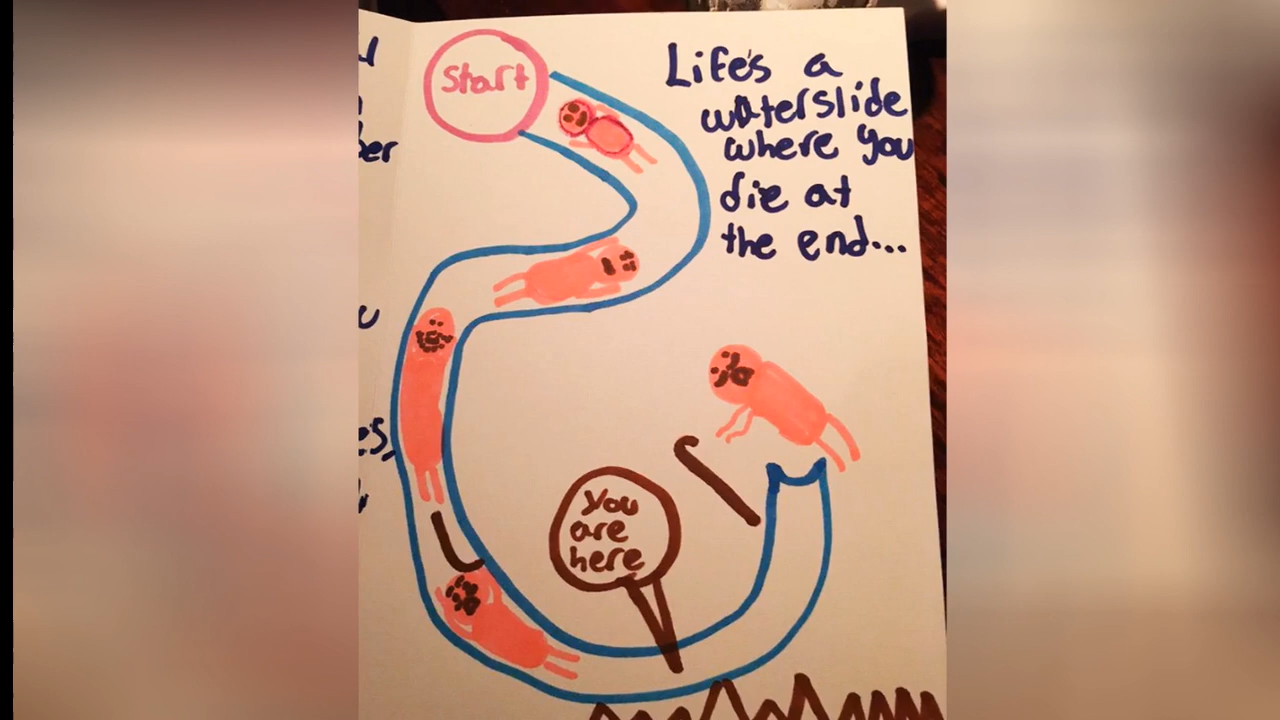 Start
Life's a
waterslide
where you
die at
the end...
You
are
here